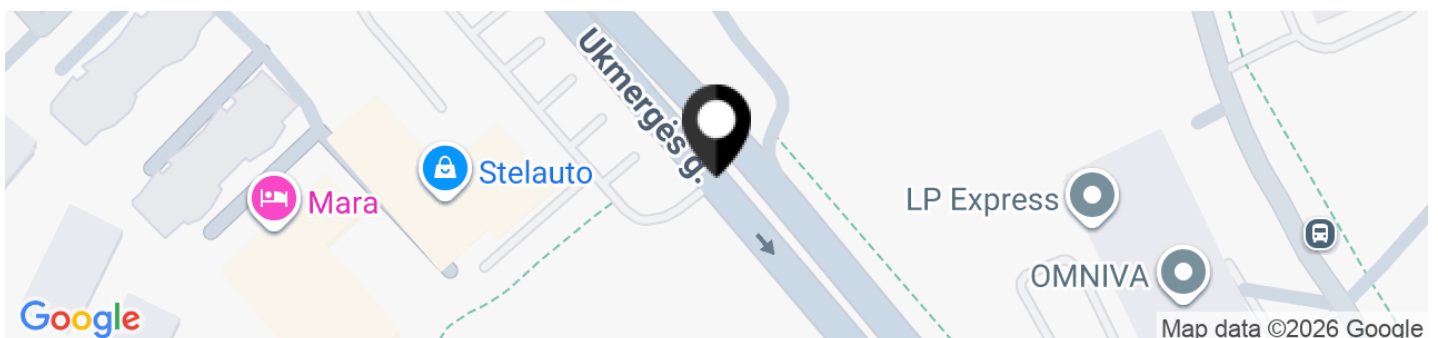 Ukmergės g.
Stelauto
Mara
LP Express
OMNIVA
Google
Map data ©2026 Google